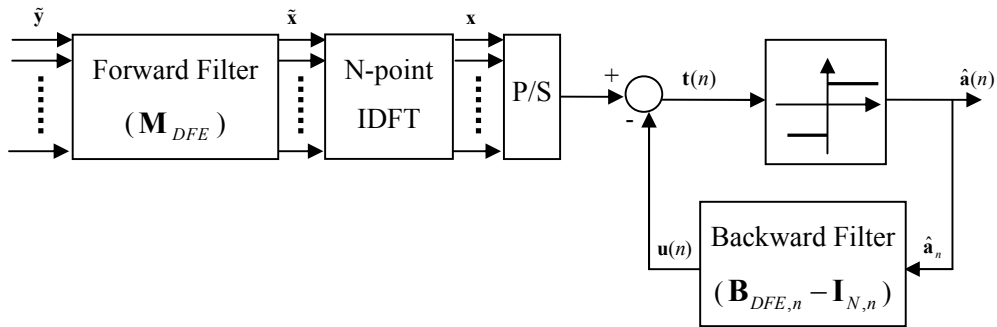 ỹ
x̃
x
Forward Filter
(M_DFE)
N-point
IDFT
P/S
+
-
t(n)
â(n)
u(n)
Backward Filter
(B_DFE,n − I_N,n)
â_n